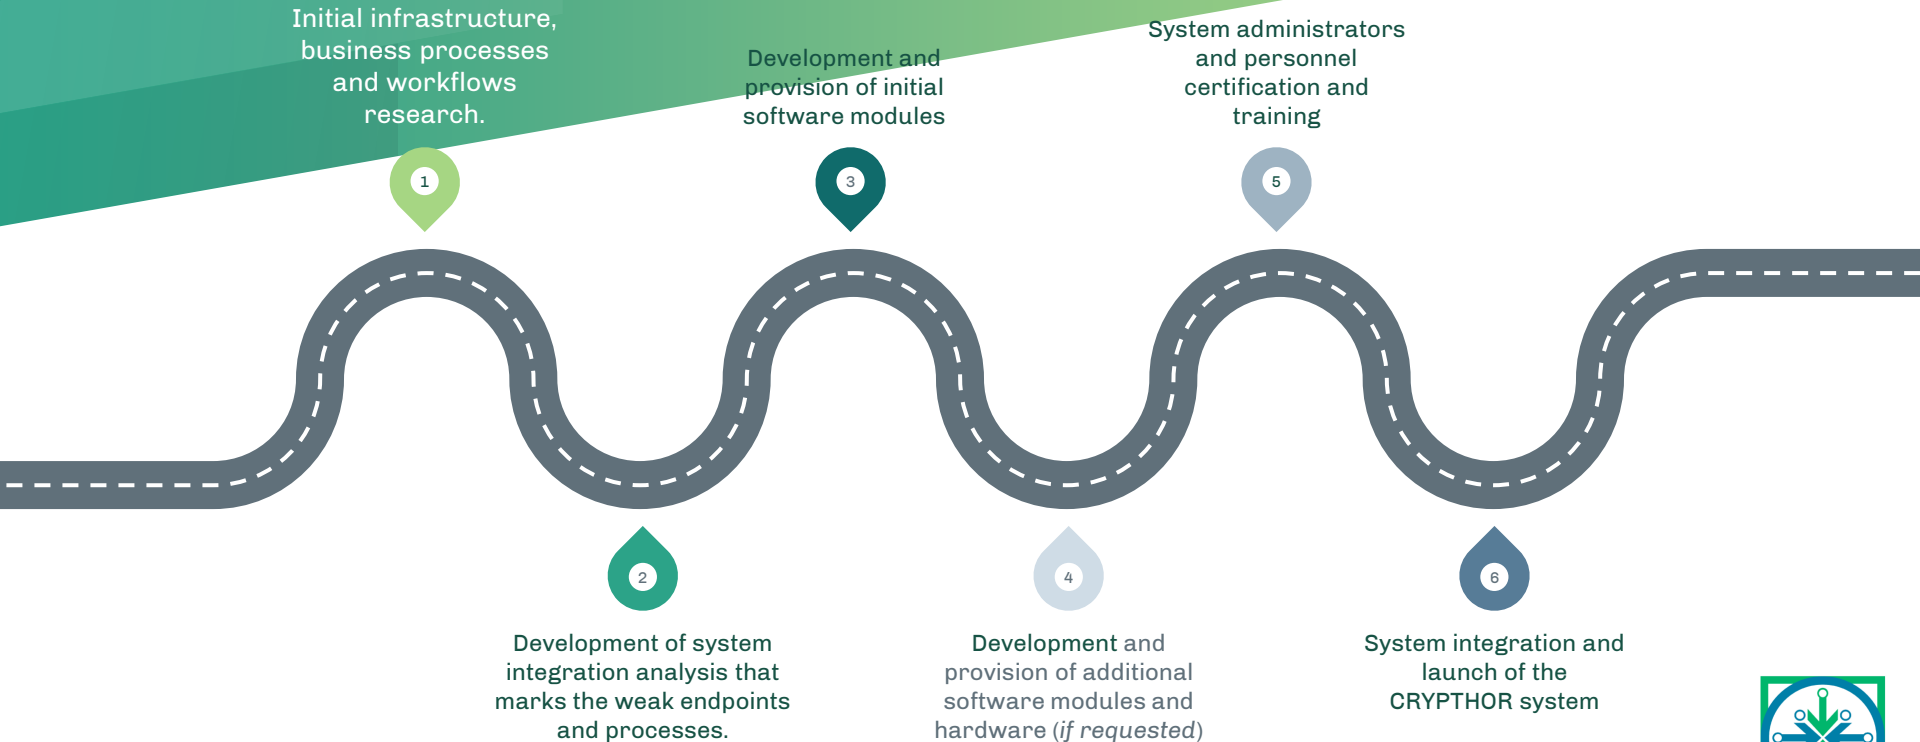 Initial infrastructure,
business processes
and workflows
research.
1
Development and
provision of initial
software modules
3
System administrators
and personnel
certification and
training
5
2
Development of system
integration analysis that
marks the weak endpoints
and processes.
4
Development and
provision of additional
software modules and
hardware (if requested)
6
System integration and
launch of the
CRYPTHOR system